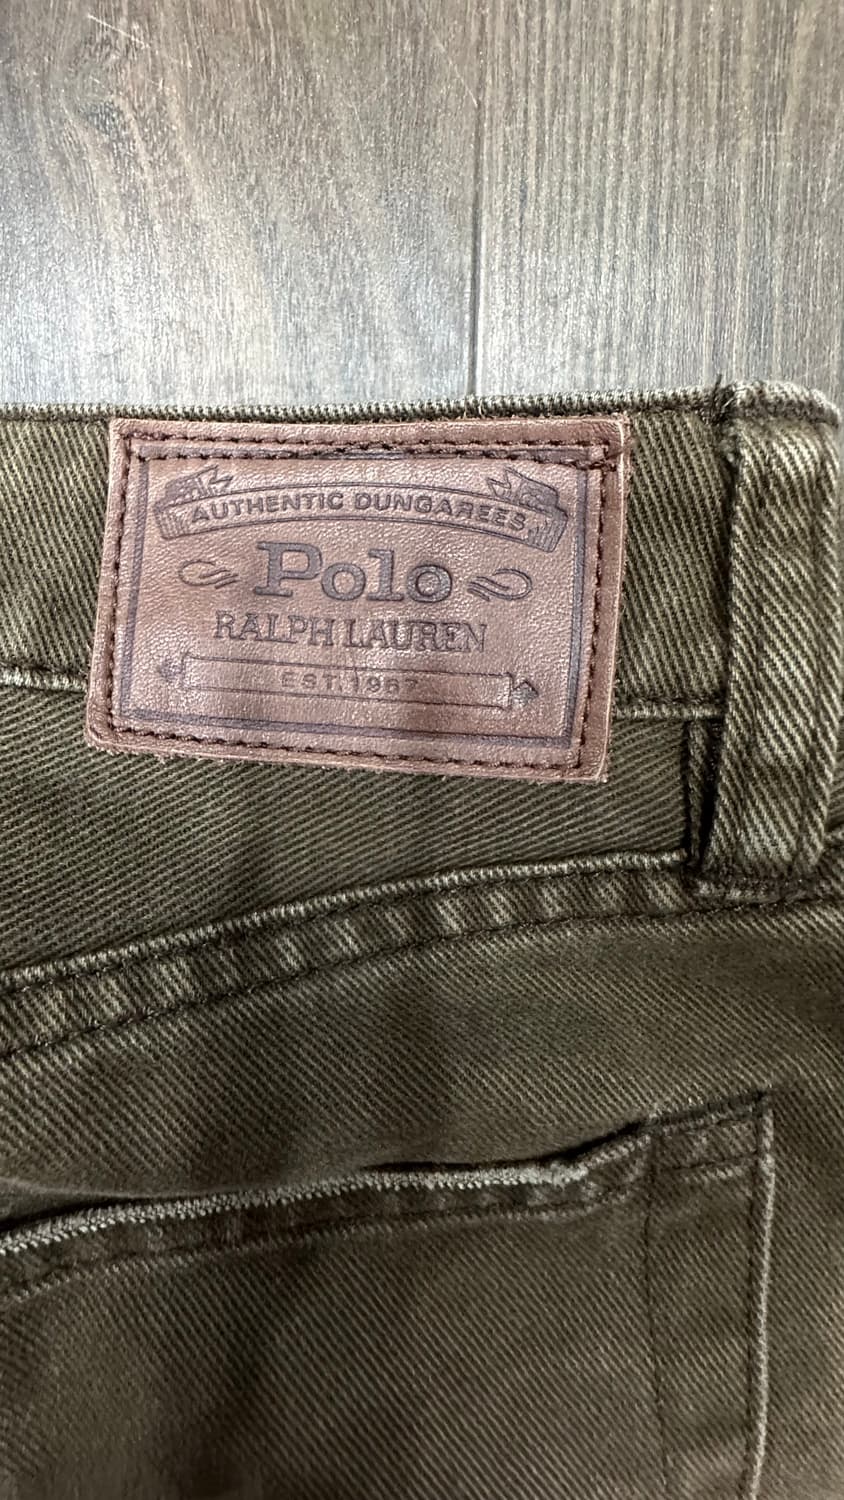 AUTHENTIC DUNGAREES
Polo
RALPH LAUREN
EST. 1967